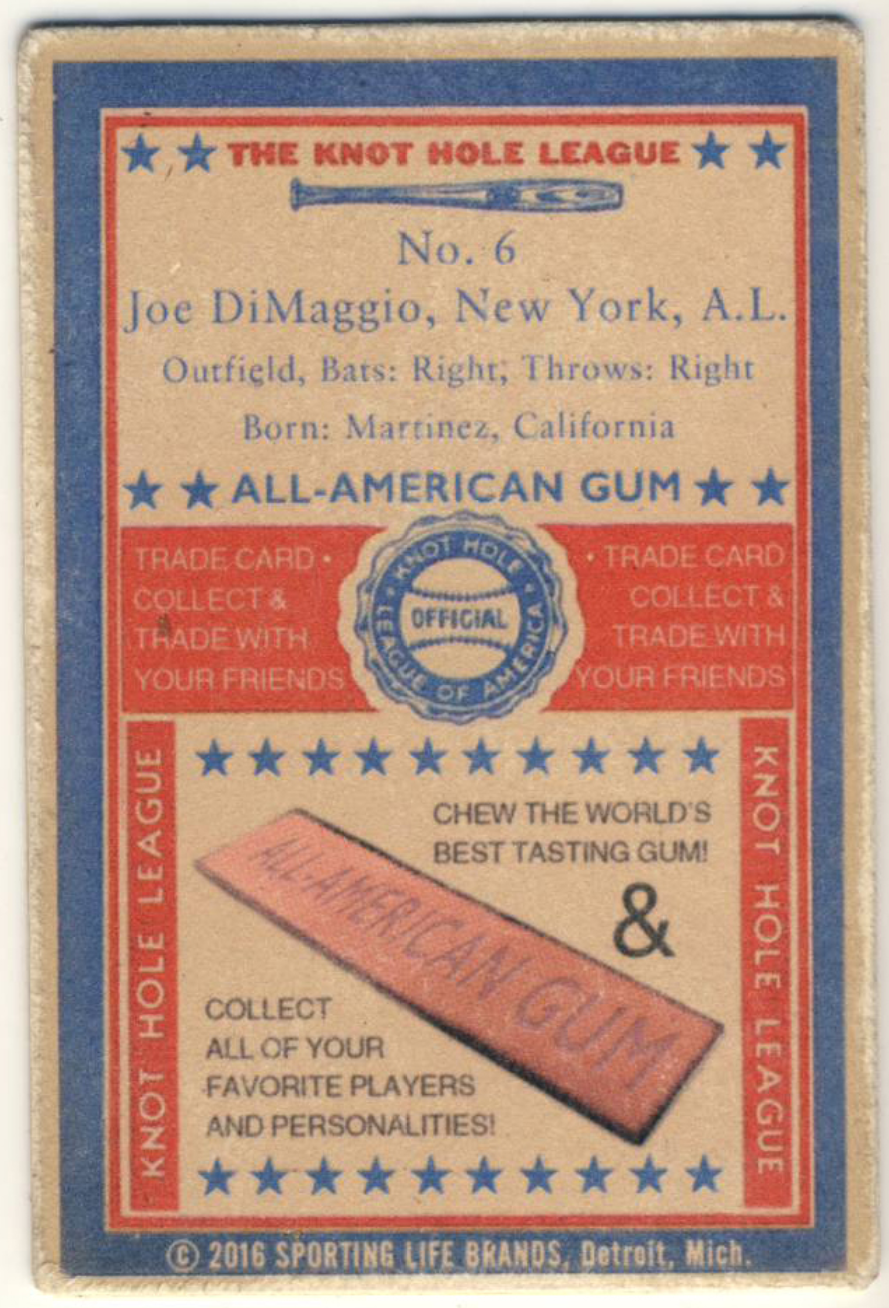 THE KNOT HOLE LEAGUE
No. 6
Joe DiMaggio, New York, A.L.
Outfield, Bats: Right; Throws: Right
Born: Martinez, California
ALL-AMERICAN GUM
TRADE CARD •
COLLECT &
TRADE WITH
YOUR FRIENDS
• KNOT HOLE •
LEAGUE OF AMERICA
OFFICIAL
• TRADE CARD
COLLECT &
TRADE WITH
YOUR FRIENDS
KNOT HOLE LEAGUE
CHEW THE WORLD'S
BEST TASTING GUM!
&
ALL-AMERICAN GUM
COLLECT
ALL OF YOUR
FAVORITE PLAYERS
AND PERSONALITIES!
KNOT HOLE LEAGUE
© 2016 SPORTING LIFE BRANDS, Detroit, Mich.